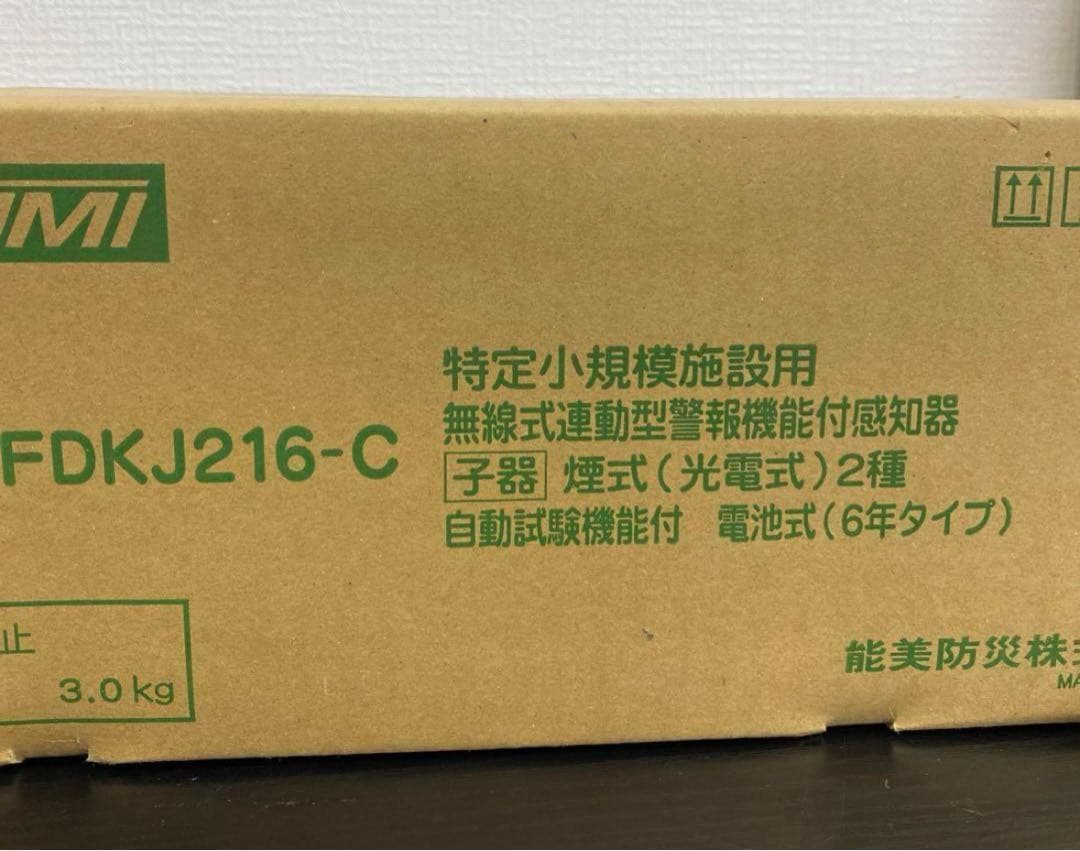 特定小規模施設用
無線式連動型警報機能付感知器
FDKJ216-C
子器 煙式(光電式)2種
自動試験機能付 電池式(6年タイプ)
止
3.0kg
能美防災株